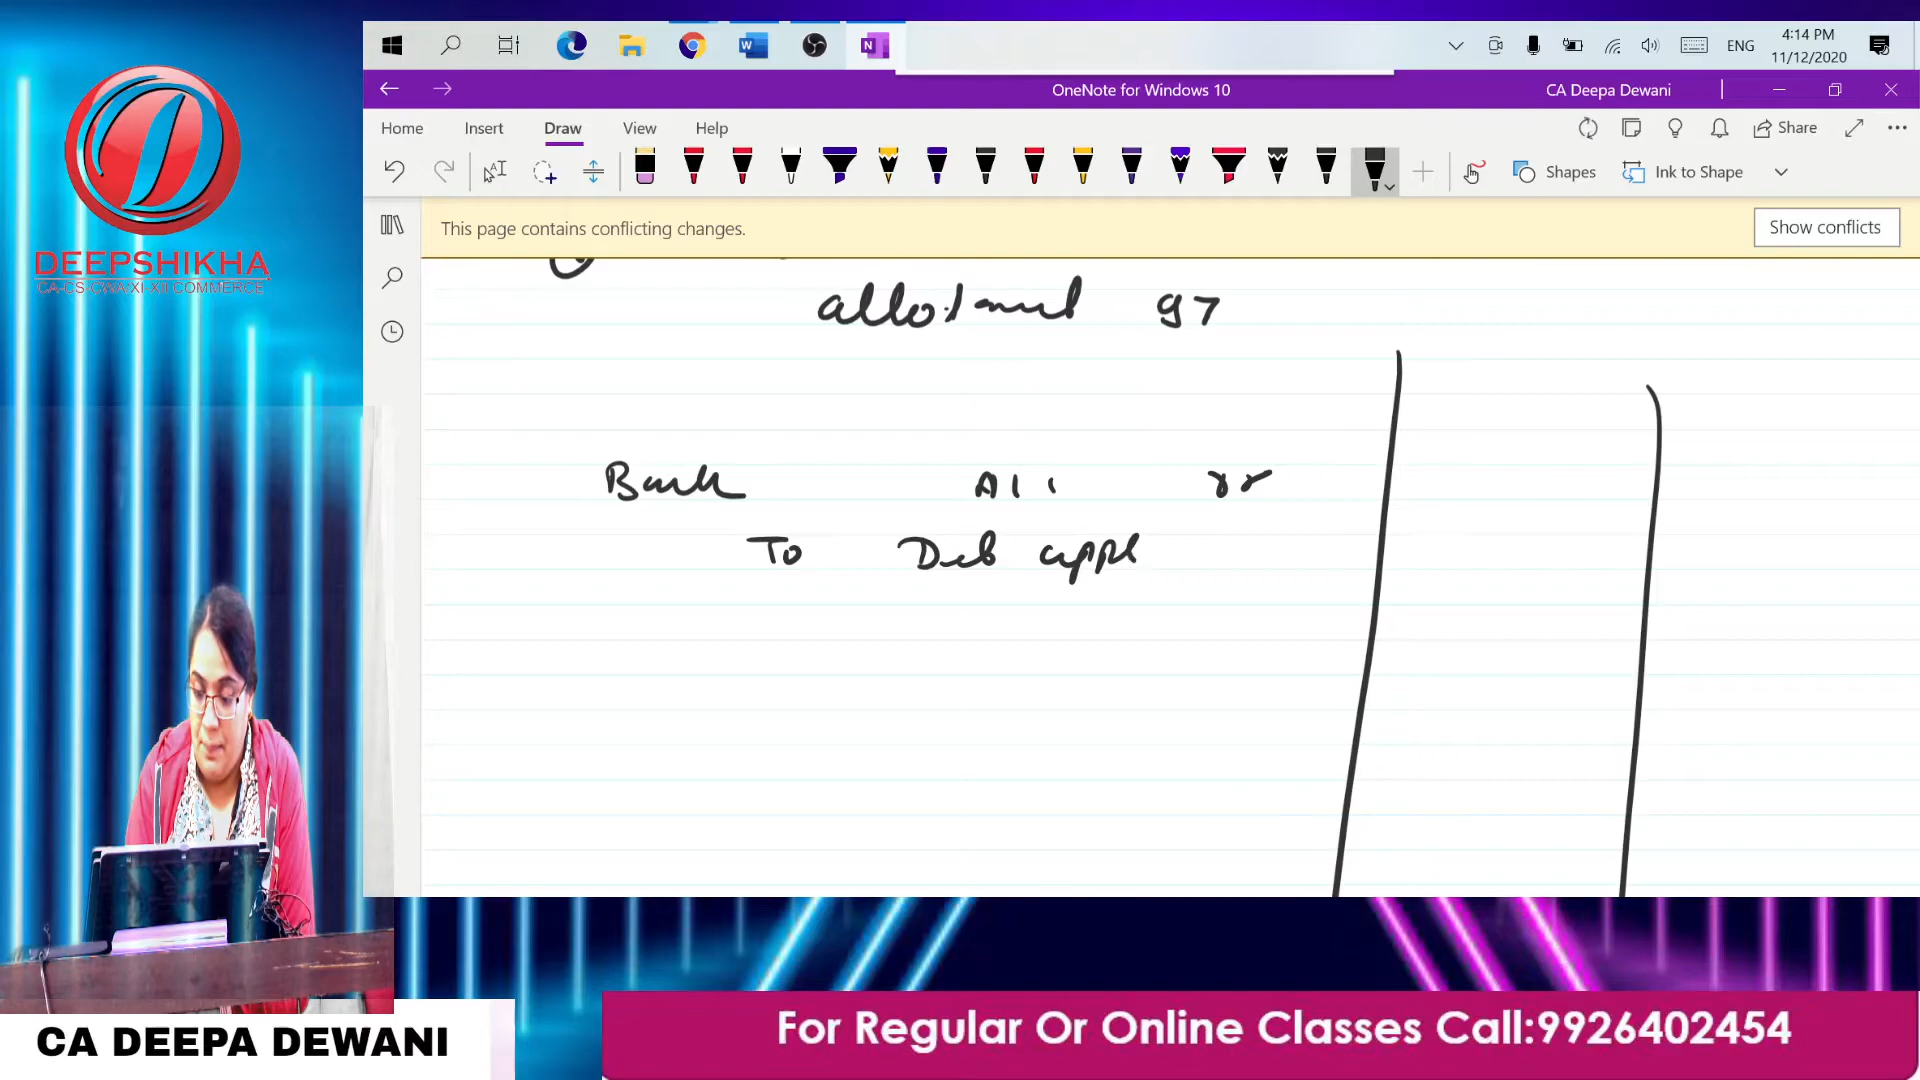 4:14 PM
ENG
11/12/2020
OneNote for Windows 10
CA Deepa Dewani
Home Insert Draw View Help
Share
Shapes
Ink to Shape
This page contains conflicting changes.
Show conflicts
allotment 97
Bank A/c
To Deb appl
DEEPSHIKHA
CA-CS-CWA/XI-XII COMMERCE
CA DEEPA DEWANI
For Regular Or Online Classes Call:9926402454